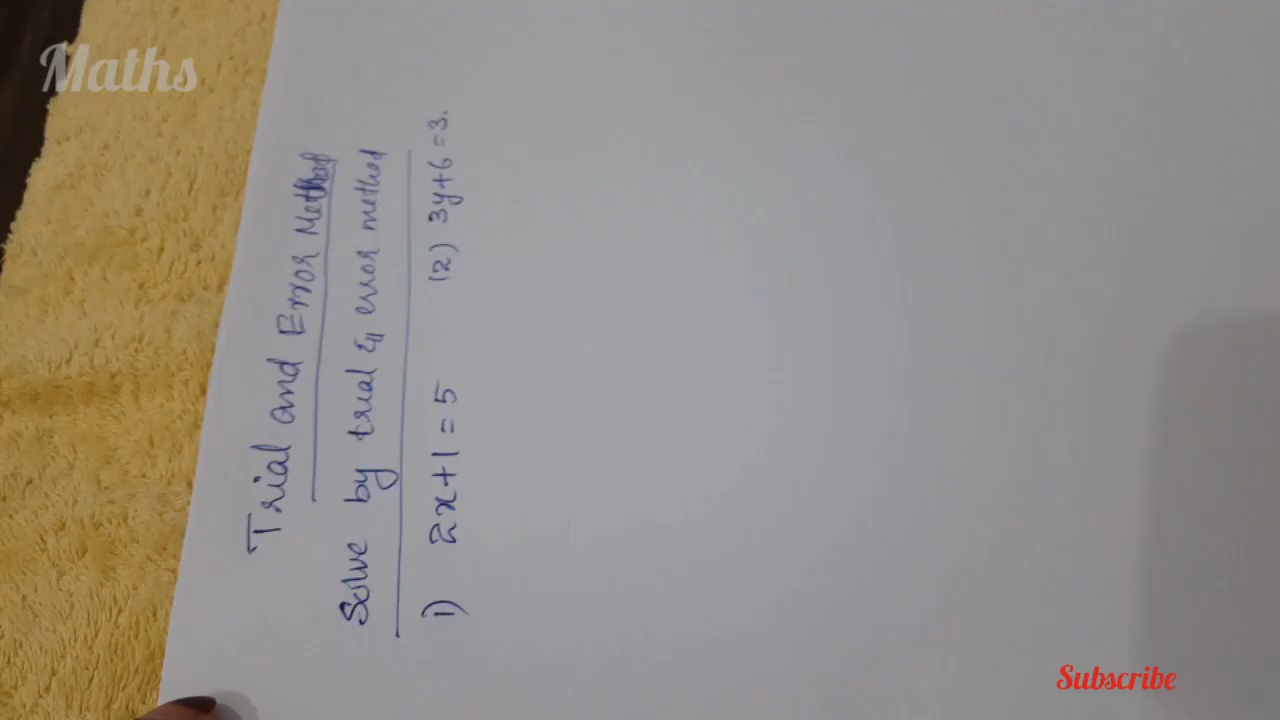 Maths
Trial and Error Method
Solve by trial & error method
1) 2x+1=5 (2) 3y+6=3.
Subscribe